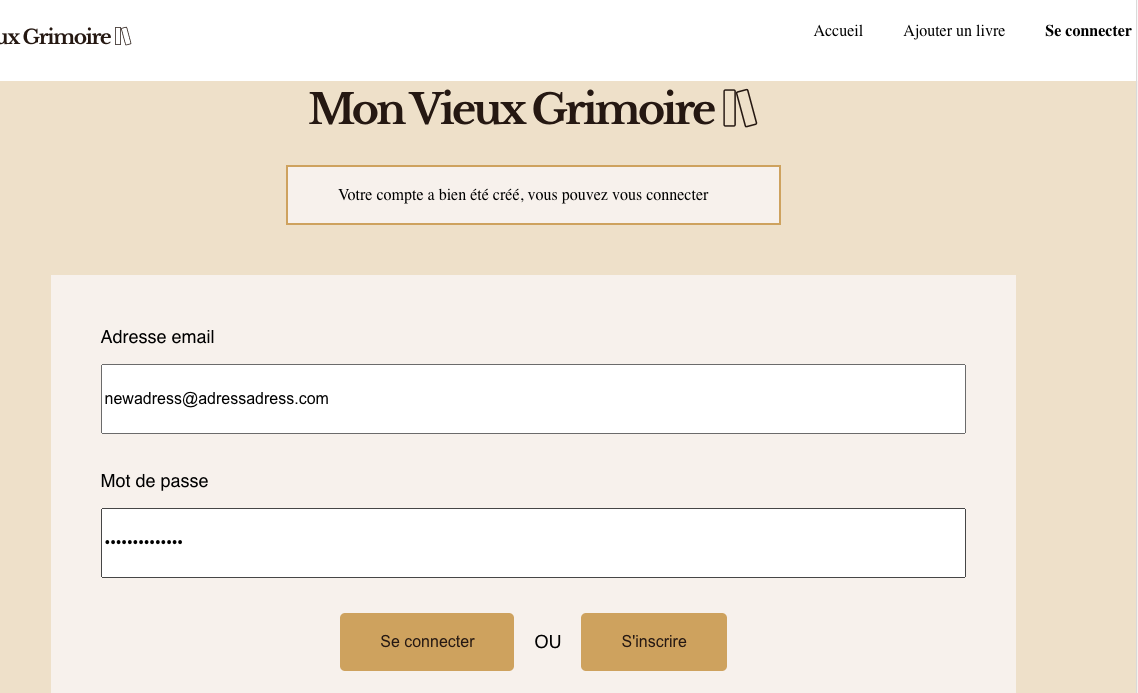 ux Grimoire
Accueil
Ajouter un livre
Se connecter
Mon Vieux Grimoire
Votre compte a bien été créé, vous pouvez vous connecter
Adresse email
newadress@adressadress.com
Mot de passe
••••••••••••••
Se connecter
OU
S'inscrire